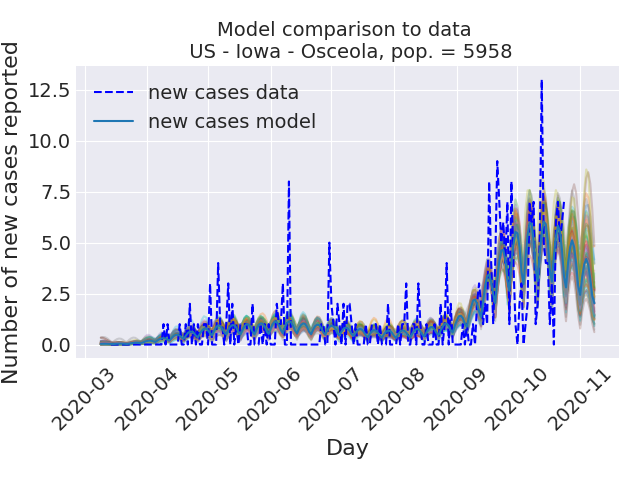 Model comparison to data
US - Iowa - Osceola, pop. = 5958
Number of new cases reported
12.5
10.0
7.5
5.0
2.5
0.0
new cases data
new cases model
2020-03
2020-04
2020-05
2020-06
2020-07
2020-08
2020-09
2020-10
2020-11
Day